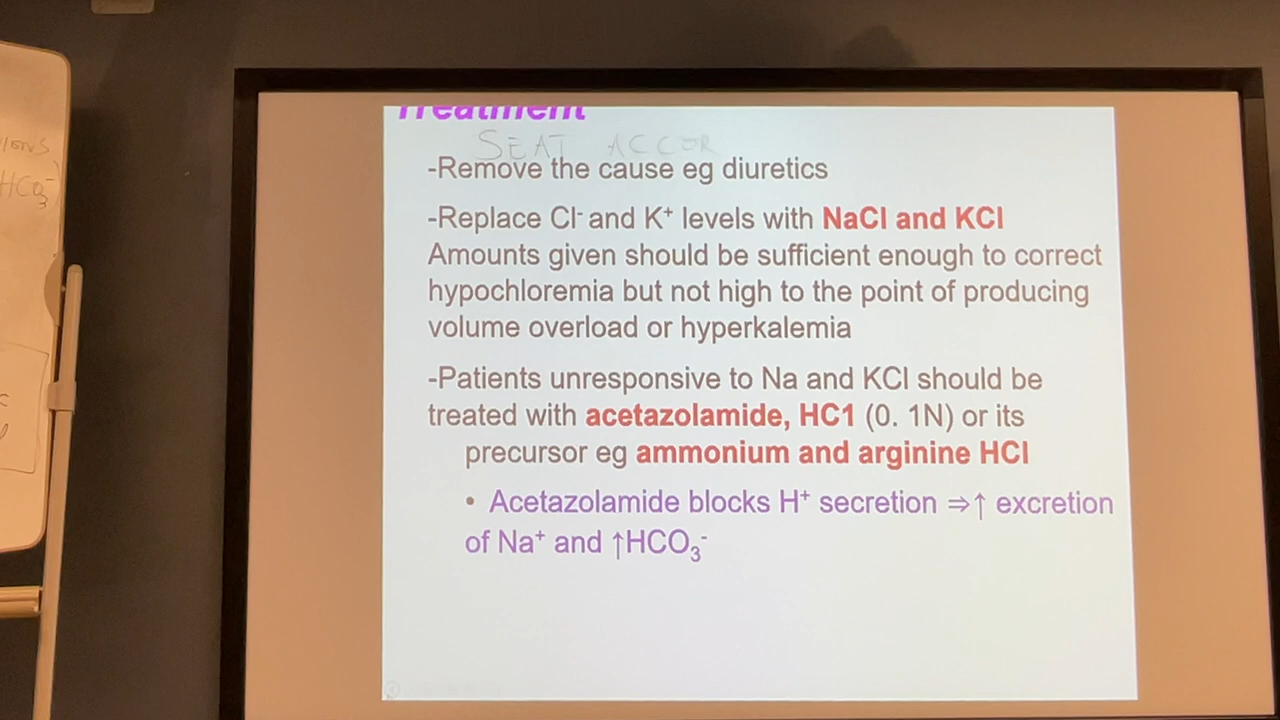 Treatment
SEAT ACCOR
-Remove the cause eg diuretics
-Replace Cl⁻ and K⁺ levels with NaCl and KCl
Amounts given should be sufficient enough to correct
hypochloremia but not high to the point of producing
volume overload or hyperkalemia
-Patients unresponsive to Na and KCl should be
treated with acetazolamide, HC1 (0. 1N) or its
precursor eg ammonium and arginine HCl
• Acetazolamide blocks H⁺ secretion ⇒↑ excretion
of Na⁺ and ↑HCO₃⁻
HCO₃⁻